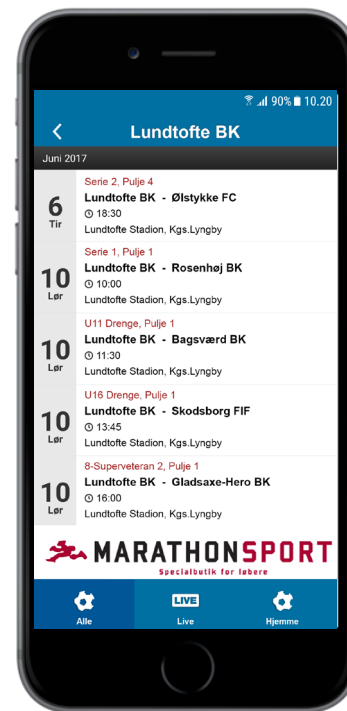 90% 10.20
Lundtofte BK
Juni 2017
Serie 2, Pulje 4
6
Tir
Lundtofte BK - Ølstykke FC
18:30
Lundtofte Stadion, Kgs.Lyngby
Serie 1, Pulje 1
10
Lør
Lundtofte BK - Rosenhøj BK
10:00
Lundtofte Stadion, Kgs.Lyngby
U11 Drenge, Pulje 1
10
Lør
Lundtofte BK - Bagsværd BK
11:30
Lundtofte Stadion, Kgs.Lyngby
U16 Drenge, Pulje 1
10
Lør
Lundtofte BK - Skodsborg FIF
13:45
Lundtofte Stadion, Kgs.Lyngby
8-Superveteran 2, Pulje 1
10
Lør
Lundtofte BK - Gladsaxe-Hero BK
16:00
Lundtofte Stadion, Kgs.Lyngby
MARATHONSPORT
Specialbutik for løbere
LIVE
Alle Live Hjemme